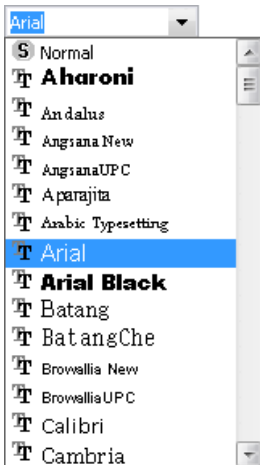 Arial
Normal
Aharoni
Andalus
Angsana New
AngsanaUPC
Aparajita
Arabic Typesetting
Arial
Arial Black
Batang
BatangChe
Browallia New
BrowalliaUPC
Calibri
Cambria